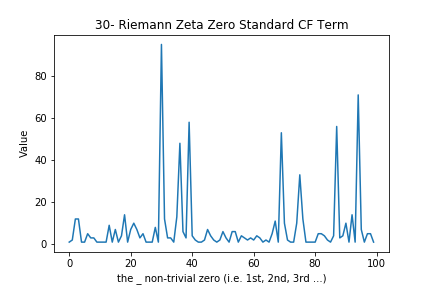 30- Riemann Zeta Zero Standard CF Term
Value
80
60
40
20
0
0 20 40 60 80 100
the _ non-trivial zero (i.e. 1st, 2nd, 3rd ...)